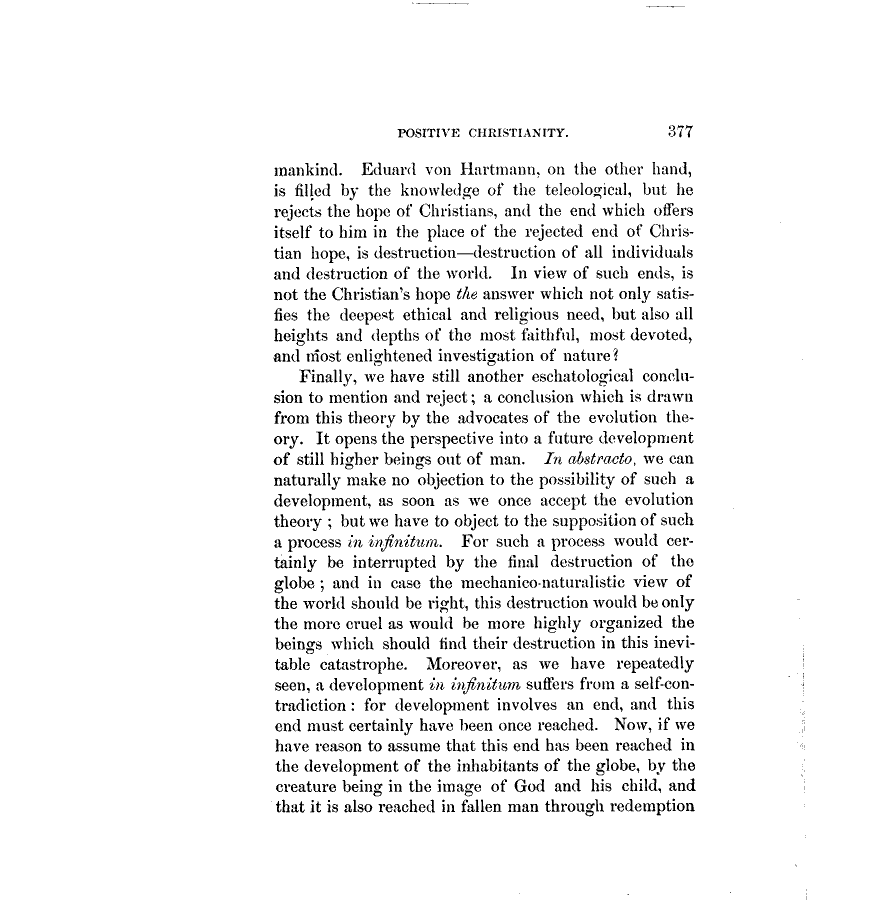 POSITIVE CHRISTIANITY. 377
mankind. Eduard von Hartmann, on the other hand,
is filled by the knowledge of the teleological, but he
rejects the hope of Christians, and the end which offers
itself to him in the place of the rejected end of Chris-
tian hope, is destruction—destruction of all individuals
and destruction of the world. In view of such ends, is
not the Christian's hope the answer which not only satis-
fies the deepest ethical and religious need, but also all
heights and depths of the most faithful, most devoted,
and most enlightened investigation of nature?
Finally, we have still another eschatological conclu-
sion to mention and reject; a conclusion which is drawn
from this theory by the advocates of the evolution the-
ory. It opens the perspective into a future development
of still higher beings out of man. In abstracto, we can
naturally make no objection to the possibility of such a
development, as soon as we once accept the evolution
theory ; but we have to object to the supposition of such
a process in infinitum. For such a process would cer-
tainly be interrupted by the final destruction of the
globe ; and in case the mechanico-naturalistic view of
the world should be right, this destruction would be only
the more cruel as would be more highly organized the
beings which should find their destruction in this inevi-
table catastrophe. Moreover, as we have repeatedly
seen, a development in infinitum suffers from a self-con-
tradiction : for development involves an end, and this
end must certainly have been once reached. Now, if we
have reason to assume that this end has been reached in
the development of the inhabitants of the globe, by the
creature being in the image of God and his child, and
that it is also reached in fallen man through redemption